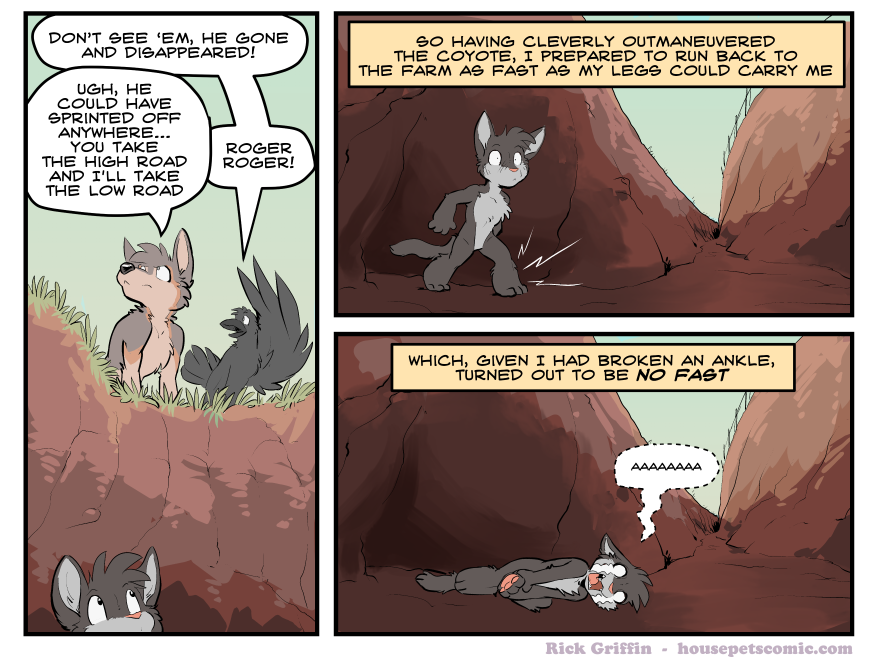 DON'T SEE 'EM, HE GONE
AND DISAPPEARED!
UGH, HE
COULD HAVE
SPRINTED OFF
ANYWHERE...
YOU TAKE
THE HIGH ROAD
AND I'LL TAKE
THE LOW ROAD
ROGER
ROGER!
SO HAVING CLEVERLY OUTMANEUVERED
THE COYOTE, I PREPARED TO RUN BACK TO
THE FARM AS FAST AS MY LEGS COULD CARRY ME
WHICH, GIVEN I HAD BROKEN AN ANKLE,
TURNED OUT TO BE NO FAST
AAAAAAAA
Rick Griffin - housepetscomic.com